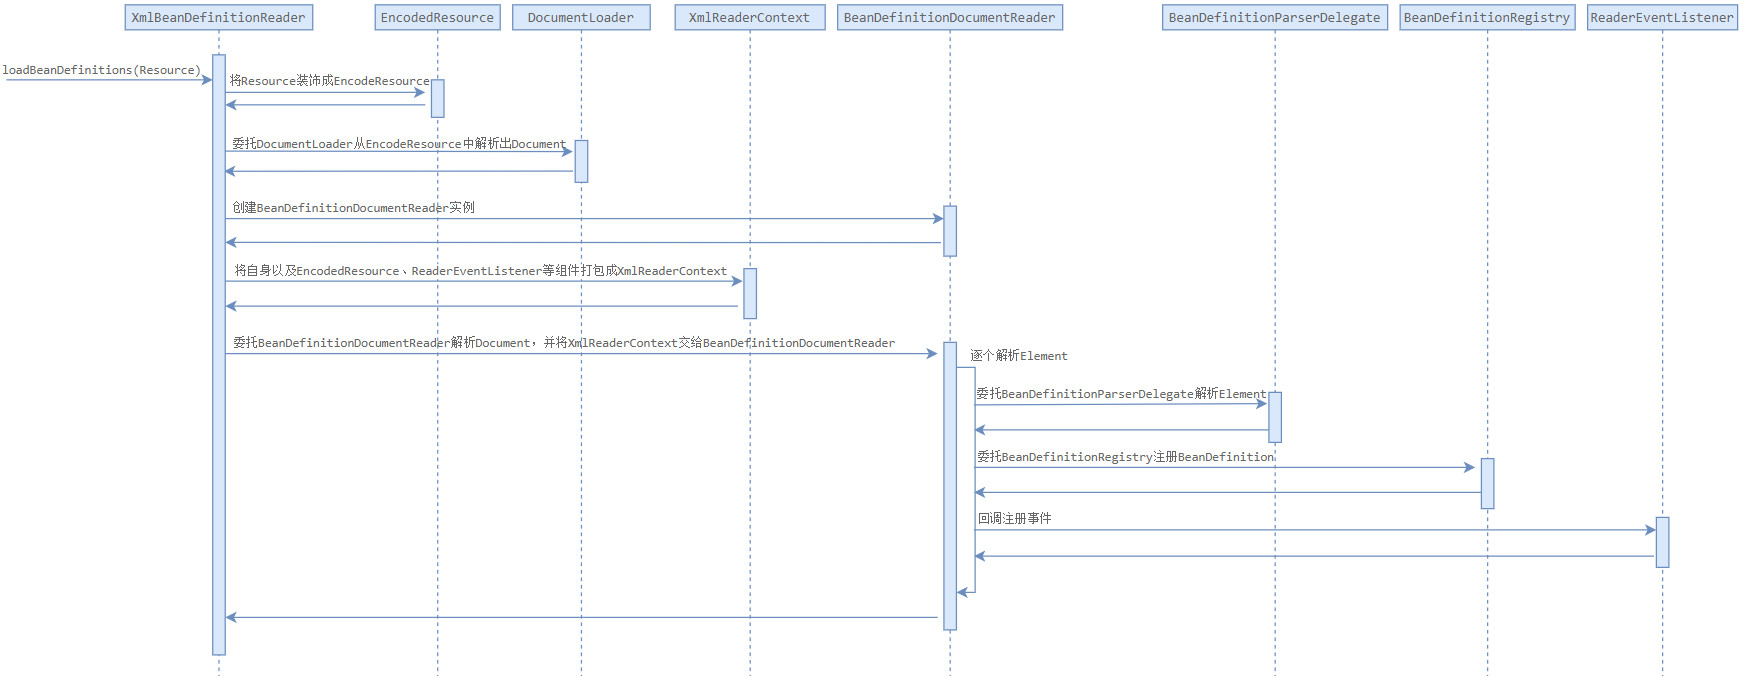 XmlBeanDefinitionReader
EncodedResource
DocumentLoader
XmlReaderContext
BeanDefinitionDocumentReader
BeanDefinitionParserDelegate
BeanDefinitionRegistry
ReaderEventListener
loadBeanDefinitions(Resource)
将Resource装饰成EncodeResource
委托DocumentLoader从EncodeResource中解析出Document
创建BeanDefinitionDocumentReader实例
将自身以及EncodedResource、ReaderEventListener等组件打包成XmlReaderContext
委托BeanDefinitionDocumentReader解析Document，并将XmlReaderContext交给BeanDefinitionDocumentReader
逐个解析Element
委托BeanDefinitionParserDelegate解析Element
委托BeanDefinitionRegistry注册BeanDefinition
回调注册事件